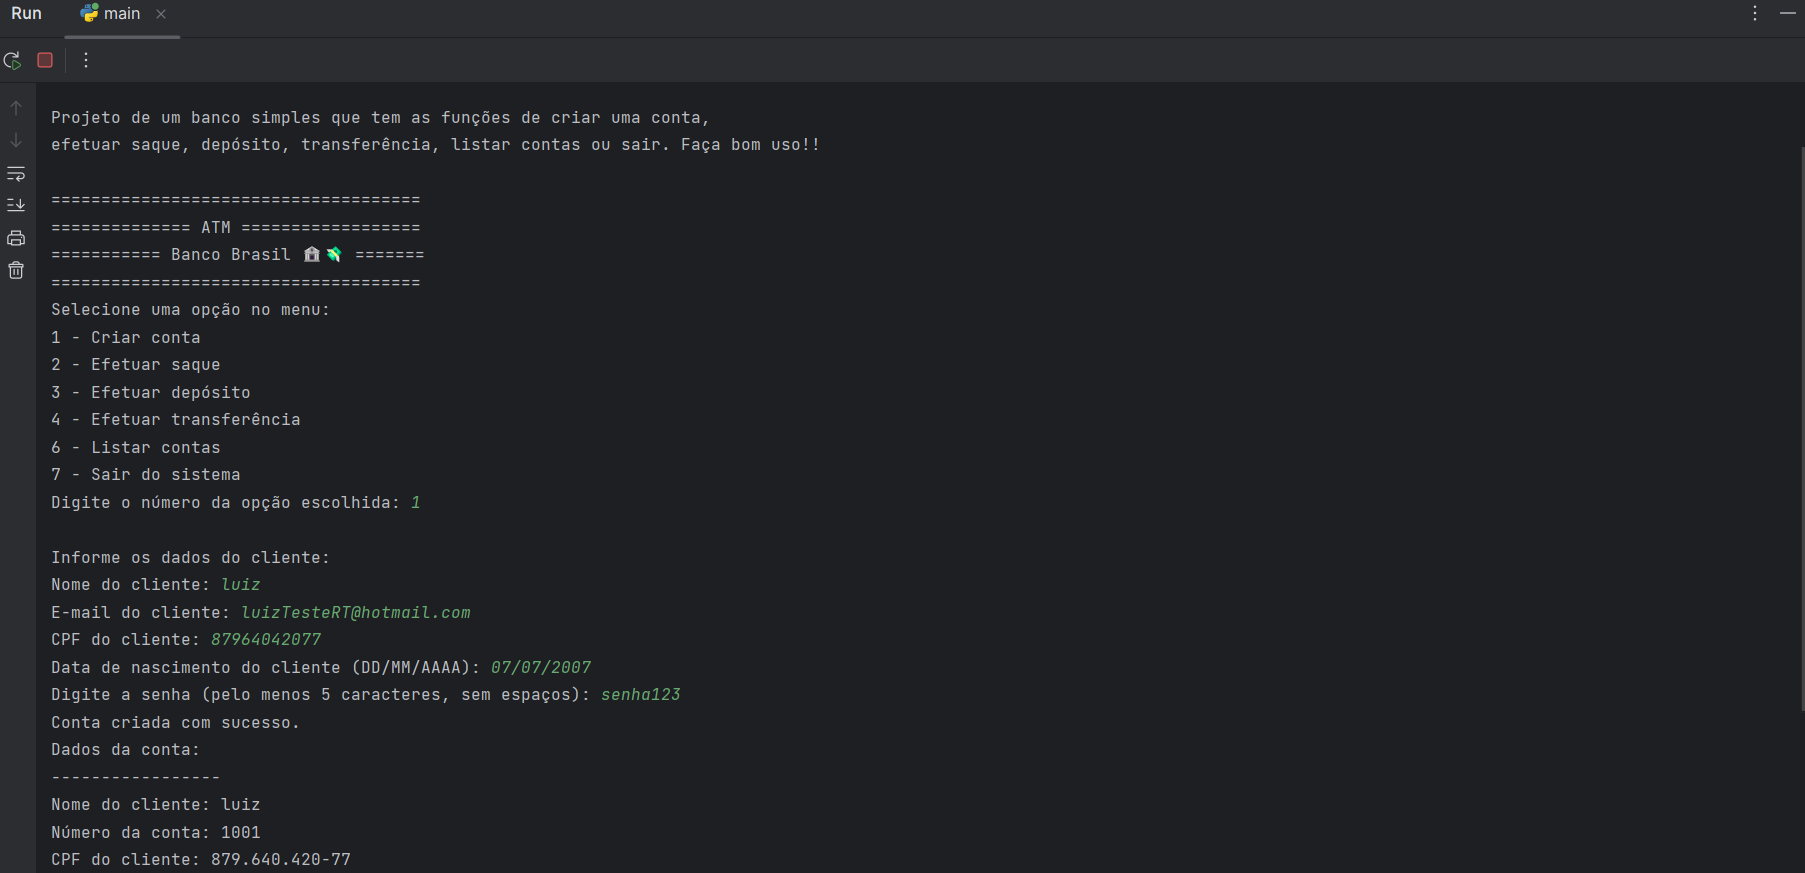 Run main
Projeto de um banco simples que tem as funções de criar uma conta,
efetuar saque, depósito, transferência, listar contas ou sair. Faça bom uso!!
=====================================
============== ATM ==================
=========== Banco Brasil 🏦💸 =======
=====================================
Selecione uma opção no menu:
1 - Criar conta
2 - Efetuar saque
3 - Efetuar depósito
4 - Efetuar transferência
6 - Listar contas
7 - Sair do sistema
Digite o número da opção escolhida: 1
Informe os dados do cliente:
Nome do cliente: luiz
E-mail do cliente: luizTesteRT@hotmail.com
CPF do cliente: 87964042077
Data de nascimento do cliente (DD/MM/AAAA): 07/07/2007
Digite a senha (pelo menos 5 caracteres, sem espaços): senha123
Conta criada com sucesso.
Dados da conta:
-----------------
Nome do cliente: luiz
Número da conta: 1001
CPF do cliente: 879.640.420-77